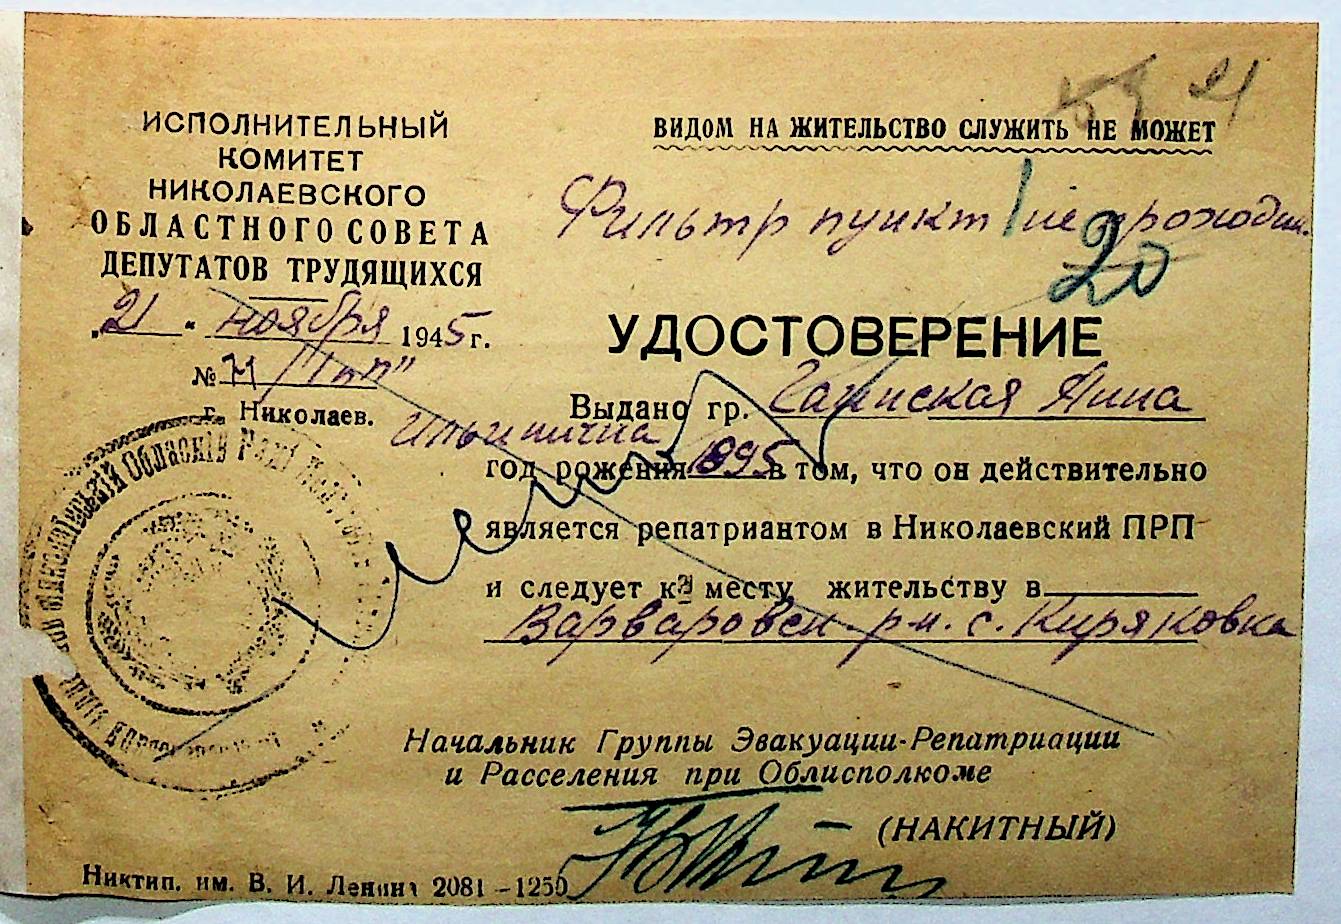 ИСПОЛНИТЕЛЬНЫЙ
КОМИТЕТ
НИКОЛАЕВСКОГО
ОБЛАСТНОГО СОВЕТА
ДЕПУТАТОВ ТРУДЯЩИХСЯ
„21" ноября 1945 г.
№ 71
г. Николаев.
ВИДОМ НА ЖИТЕЛЬСТВО СЛУЖИТЬ НЕ МОЖЕТ
Фильтр пункт не проходил.
20
УДОСТОВЕРЕНИЕ
Выдано гр.
Ильинична
год рождения 1895 в том, что он действительно
является репатриантом в Николаевский ПРП
и следует к месту жительству в
Варваровск. р-н. с. Киряковка
Начальник Группы Эвакуации-Репатриации
и Расселения при Облисполкоме
(НАКИТНЫЙ)
Никтип. им. В. И. Ленина 2081 – 1250